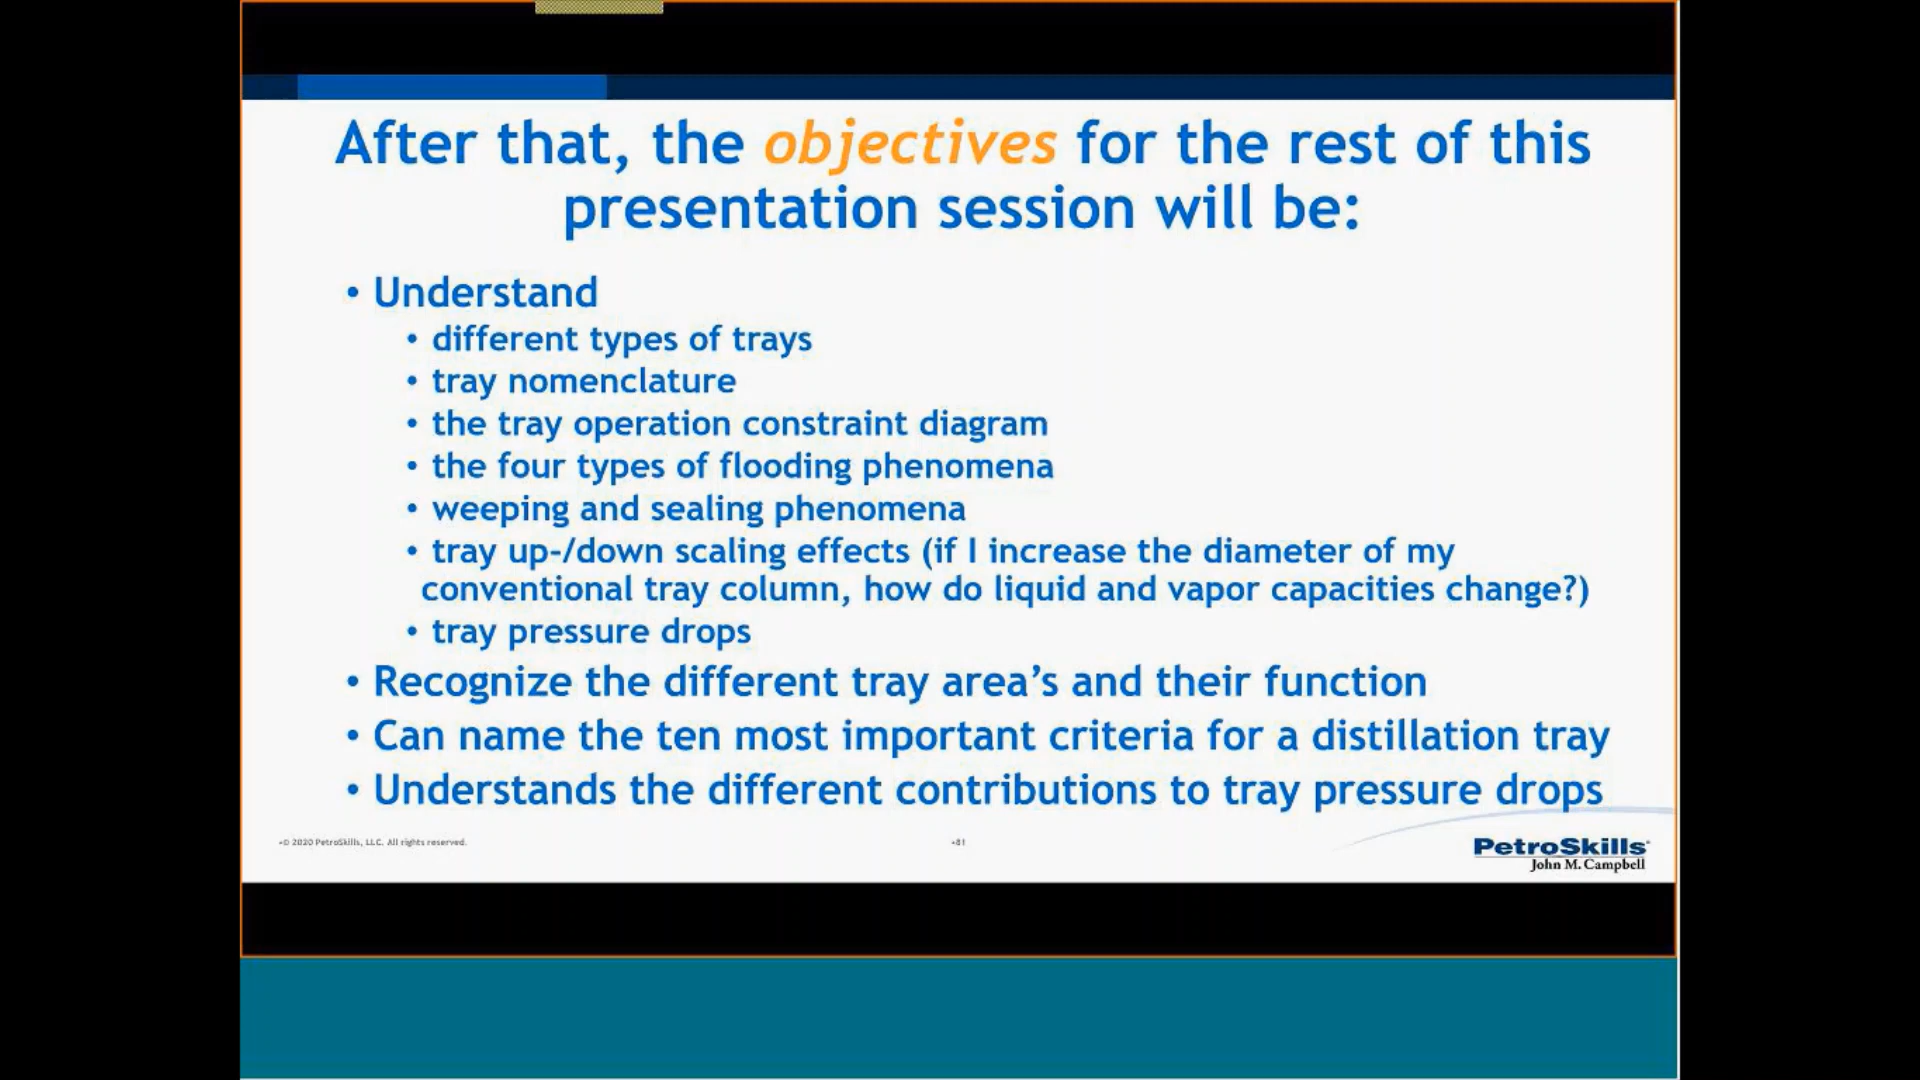 After that, the objectives for the rest of this
presentation session will be:
• Understand
• different types of trays
• tray nomenclature
• the tray operation constraint diagram
• the four types of flooding phenomena
• weeping and sealing phenomena
• tray up-/down scaling effects (if I increase the diameter of my
conventional tray column, how do liquid and vapor capacities change?)
• tray pressure drops
• Recognize the different tray area’s and their function
• Can name the ten most important criteria for a distillation tray
• Understands the different contributions to tray pressure drops
•© 2020 PetroSkills, LLC. All rights reserved.
•81
PetroSkills
John M. Campbell